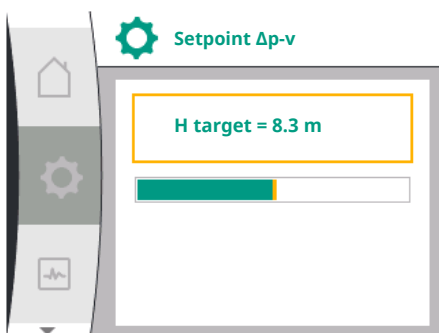 Setpoint Δp-v
H target = 8.3 m